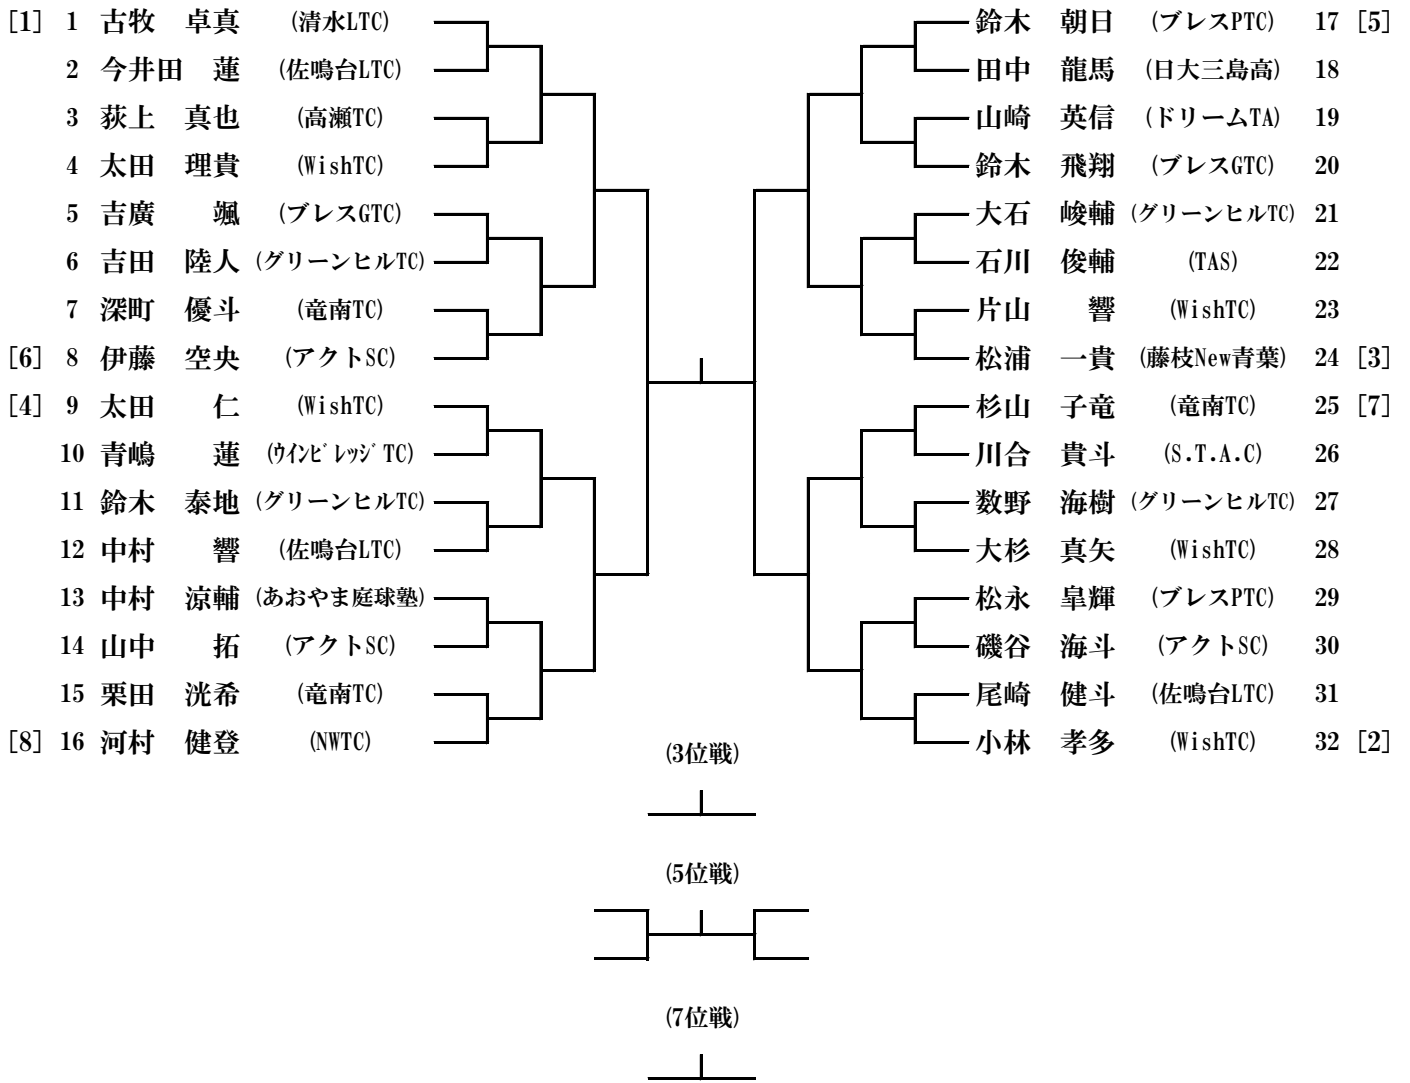 [1] 1 古牧 卓真 (清水LTC)
2 今井田 蓮 (佐鳴台LTC)
3 荻上 真也 (高瀬TC)
4 太田 理貴 (WishTC)
5 吉廣 颯 (ブレスGTC)
6 吉田 陸人 (グリーンヒルTC)
7 深町 優斗 (竜南TC)
[6] 8 伊藤 空央 (アクトSC)
[4] 9 太田 仁 (WishTC)
10 青嶋 蓮 (ｳｲﾝﾋﾞﾚｯｼﾞTC)
11 鈴木 泰地 (グリーンヒルTC)
12 中村 響 (佐鳴台LTC)
13 中村 涼輔 (あおやま庭球塾)
14 山中 拓 (アクトSC)
15 栗田 洸希 (竜南TC)
[8] 16 河村 健登 (NWTC)
鈴木 朝日 (ブレスPTC) 17 [5]
田中 龍馬 (日大三島高) 18
山崎 英信 (ドリームTA) 19
鈴木 飛翔 (ブレスGTC) 20
大石 峻輔 (グリーンヒルTC) 21
石川 俊輔 (TAS) 22
片山 響 (WishTC) 23
松浦 一貴 (藤枝New青葉) 24 [3]
杉山 子竜 (竜南TC) 25 [7]
川合 貴斗 (S.T.A.C) 26
数野 海樹 (グリーンヒルTC) 27
大杉 真矢 (WishTC) 28
松永 皐輝 (ブレスPTC) 29
磯谷 海斗 (アクトSC) 30
尾崎 健斗 (佐鳴台LTC) 31
小林 孝多 (WishTC) 32 [2]
(3位戦)
(5位戦)
(7位戦)